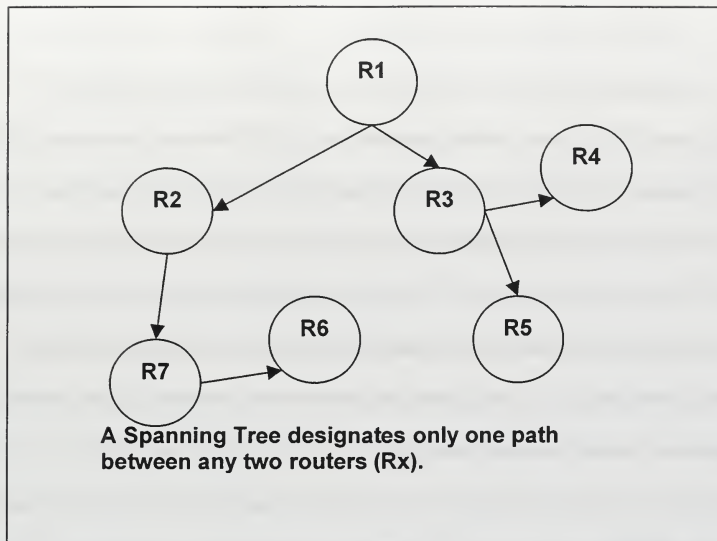 R1
R4
R2
R3
R6
R5
R7
A Spanning Tree designates only one path
between any two routers (Rx).